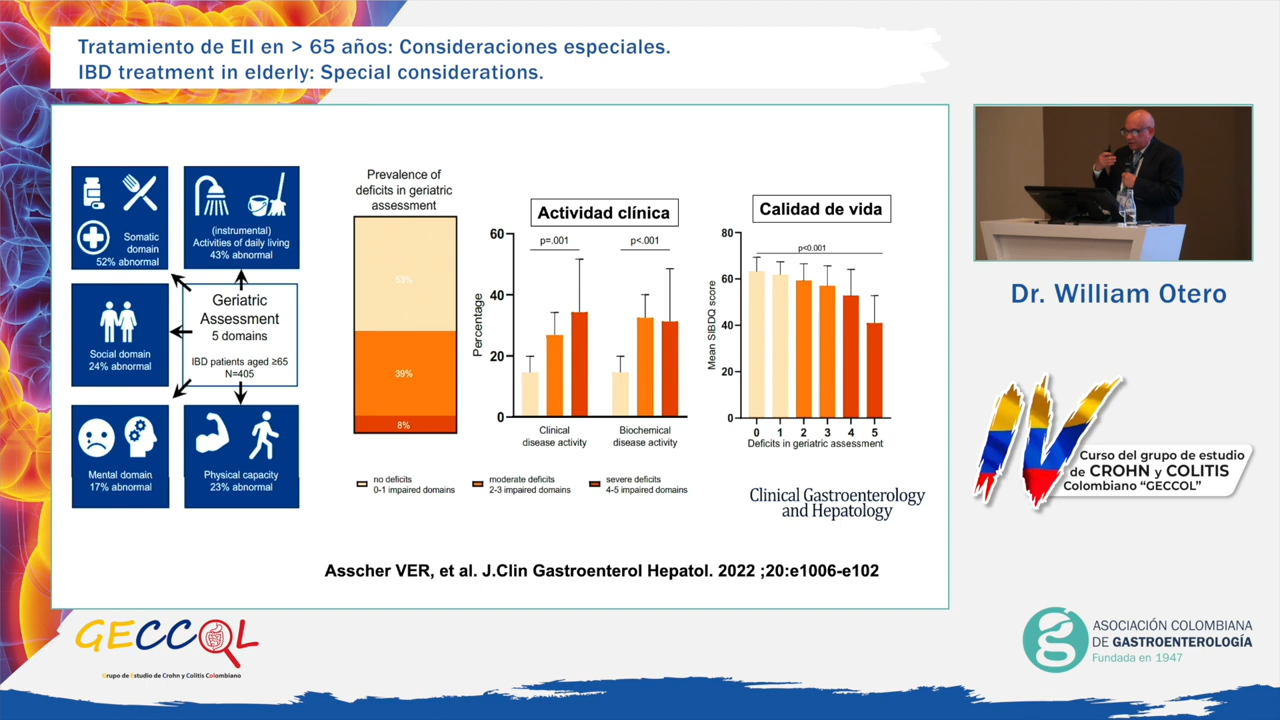 Tratamiento de EII en > 65 años: Consideraciones especiales.
IBD treatment in elderly: Special considerations.
Somatic
domain
52% abnormal
(instrumental)
Activities of daily living
43% abnormal
Geriatric
Assessment
5 domains
IBD patients aged ≥65
N=405
Social domain
24% abnormal
Mental domain
17% abnormal
Physical capacity
23% abnormal
Prevalence of
deficits in geriatric
assessment
53%
39%
8%
Actividad clínica
p=.001
p<.001
Percentage
60
40
20
0
Clinical
disease activity
Biochemical
disease activity
no deficits
0-1 impaired domains
moderate deficits
2-3 impaired domains
severe deficits
4-5 impaired domains
Calidad de vida
p<0.001
Mean SIBDQ score
80
60
40
20
0
0 1 2 3 4 5
Deficits in geriatric assessment
Clinical Gastroenterology
and Hepatology
Asscher VER, et al. J.Clin Gastroenterol Hepatol. 2022 ;20:e1006-e102
Dr. William Otero
IV
Curso del grupo de estudio
de CROHN y COLITIS
Colombiano “GECCOL”
GECCOL
Grupo de Estudio de Crohn y Colitis Colombiano
ASOCIACIÓN COLOMBIANA
DE GASTROENTEROLOGÍA
Fundada en 1947